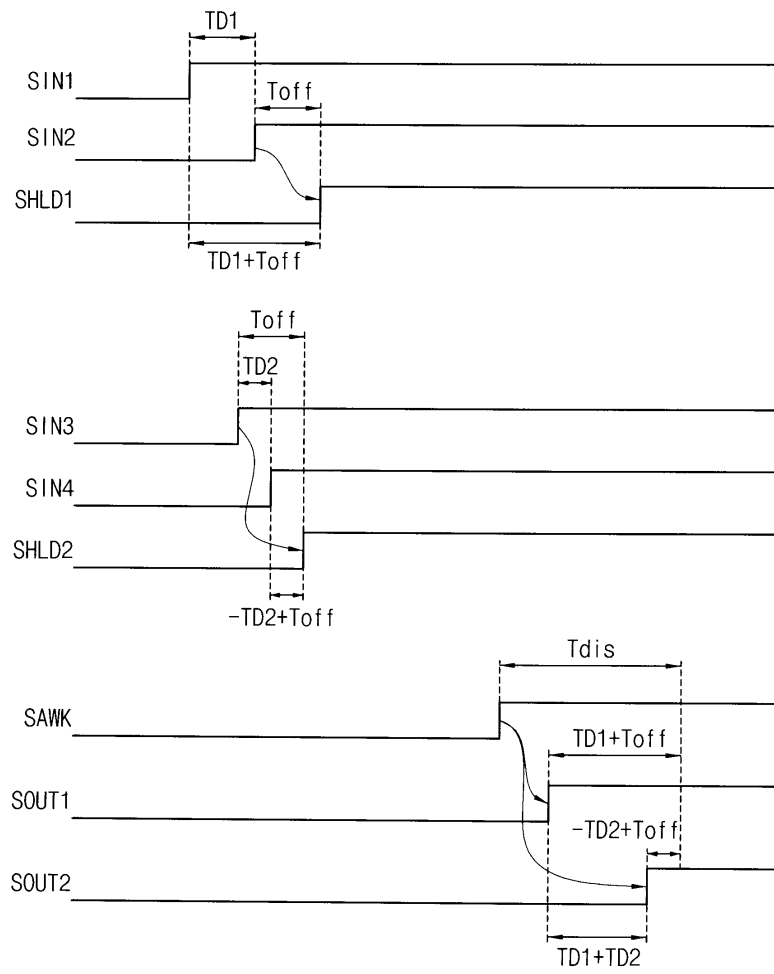 TD1
SIN1
Toff
SIN2
SHLD1
TD1+Toff
Toff
TD2
SIN3
SIN4
SHLD2
-TD2+Toff
Tdis
SAWK
TD1+Toff
SOUT1
-TD2+Toff
SOUT2
TD1+TD2